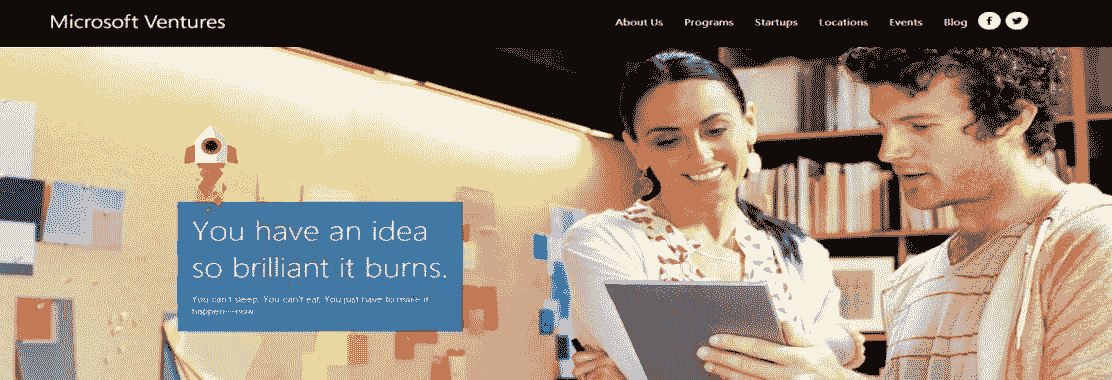 Microsoft Ventures
About Us Programs Startups Locations Events Blog
You have an idea
so brilliant it burns.
You can't sleep. You can't eat. You just have to make it
happen—now.